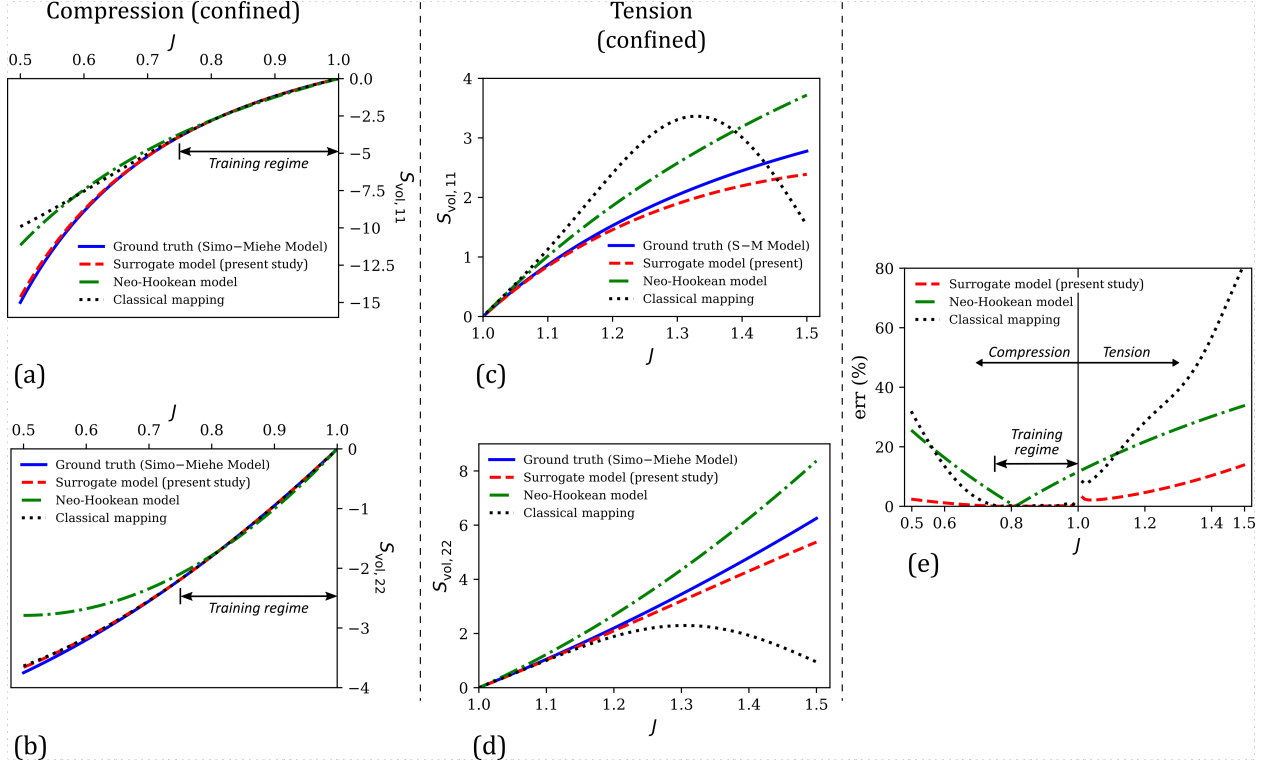 Compression (confined)
J
0.5 0.6 0.7 0.8 0.9 1.0
0.0
−2.5
−5
−7.5
−10
−12.5
−15
S_vol, 11
Training regime
Ground truth (Simo−Miehe Model)
Surrogate model (present study)
Neo-Hookean model
Classical mapping
(a)
J
0.5 0.6 0.7 0.8 0.9 1.0
0
−1
−2
−3
−4
S_vol, 22
Ground truth (Simo−Miehe Model)
Surrogate model (present study)
Neo-Hookean model
Classical mapping
Training regime
(b)
Tension
(confined)
4
3
2
1
0
S_vol, 11
Ground truth (S−M Model)
Surrogate model (present)
Neo-Hookean model
Classical mapping
1.0 1.1 1.2 1.3 1.4 1.5
J
(c)
8
6
4
2
0
S_vol, 22
Ground truth (Simo−Miehe Model)
Surrogate model (present study)
Neo-Hookean model
Classical mapping
1.0 1.1 1.2 1.3 1.4 1.5
J
(d)
80
60
40
20
0
err (%)
Surrogate model (present study)
Neo-Hookean model
Classical mapping
Compression Tension
Training
regime
0.5 0.6 0.8 1.0 1.2 1.4 1.5
J
(e)